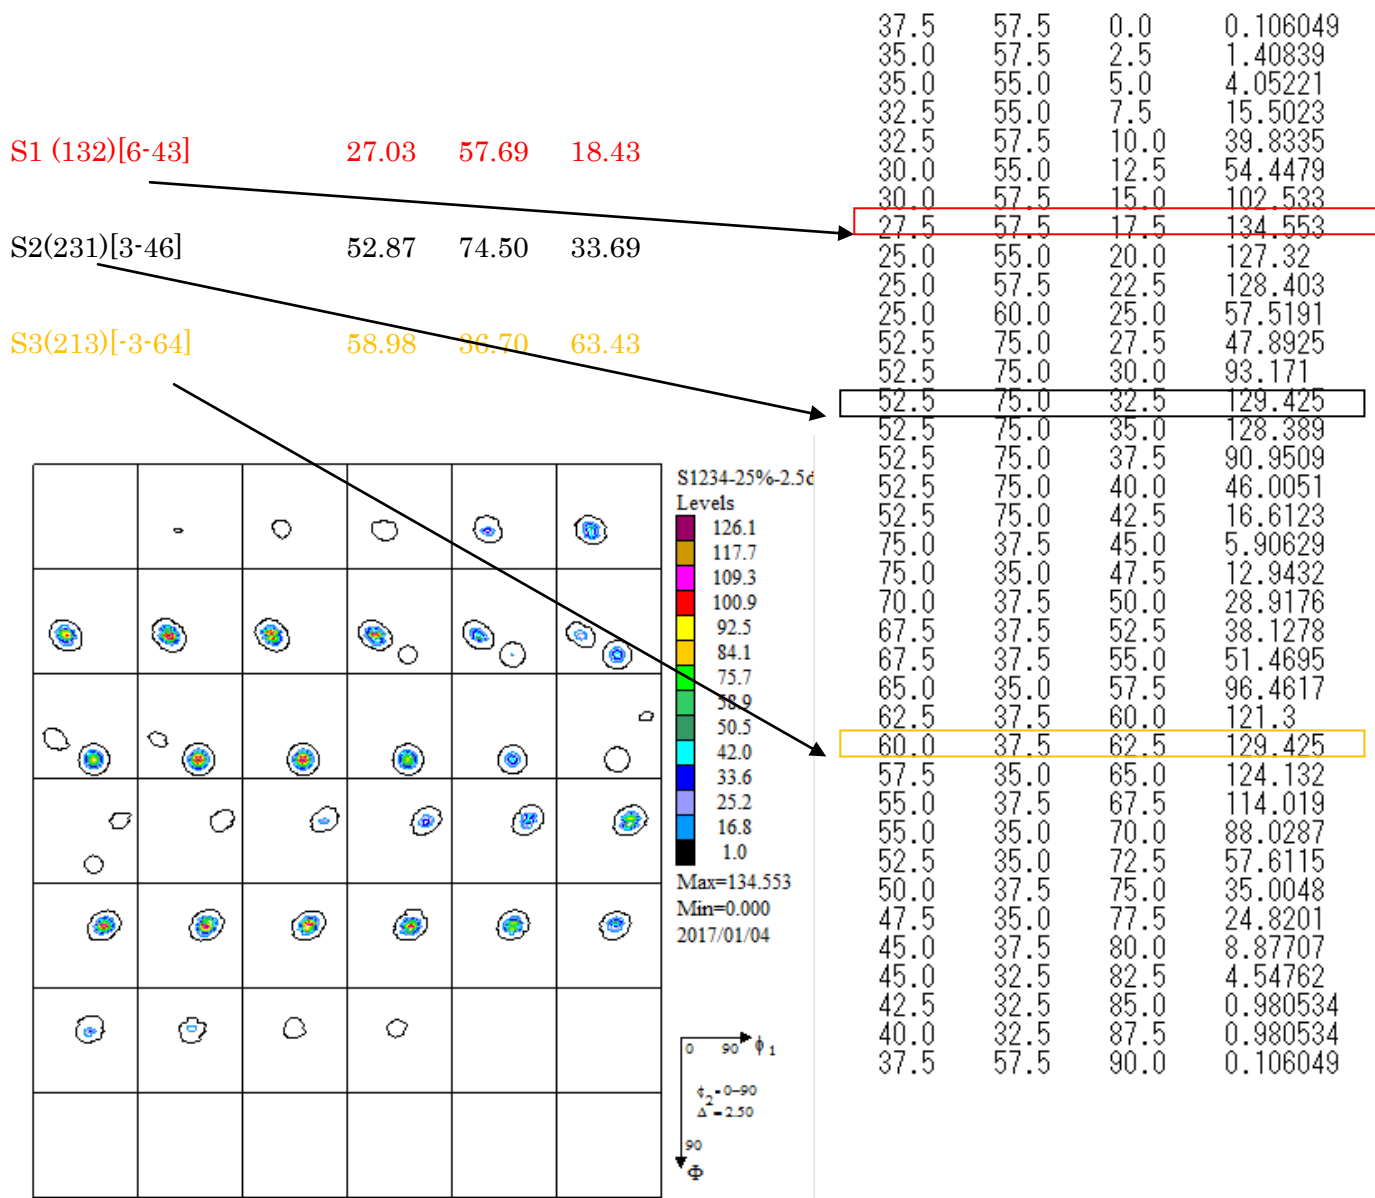 S1 (132)[6-43] 27.03 57.69 18.43
S2(231)[3-46] 52.87 74.50 33.69
S3(213)[-3-64] 58.98 36.70 63.43
37.5 57.5 0.0 0.106049
35.0 57.5 2.5 1.40839
35.0 55.0 5.0 4.05221
32.5 55.0 7.5 15.5023
32.5 57.5 10.0 39.8335
30.0 55.0 12.5 54.4479
30.0 57.5 15.0 102.533
27.5 57.5 17.5 134.553
25.0 55.0 20.0 127.32
25.0 57.5 22.5 128.403
25.0 60.0 25.0 57.5191
52.5 75.0 27.5 47.8925
52.5 75.0 30.0 93.171
52.5 75.0 32.5 129.425
52.5 75.0 35.0 128.389
52.5 75.0 37.5 90.9509
52.5 75.0 40.0 46.0051
52.5 75.0 42.5 16.6123
75.0 37.5 45.0 5.90629
75.0 35.0 47.5 12.9432
70.0 37.5 50.0 28.9176
67.5 37.5 52.5 38.1278
67.5 37.5 55.0 51.4695
65.0 35.0 57.5 96.4617
62.5 37.5 60.0 121.3
60.0 37.5 62.5 129.425
57.5 35.0 65.0 124.132
55.0 37.5 67.5 114.019
55.0 35.0 70.0 88.0287
52.5 35.0 72.5 57.6115
50.0 37.5 75.0 35.0048
47.5 35.0 77.5 24.8201
45.0 37.5 80.0 8.87707
45.0 32.5 82.5 4.54762
42.5 32.5 85.0 0.980534
40.0 32.5 87.5 0.980534
37.5 57.5 90.0 0.106049
S1234-25%-2.5d
Levels
126.1
117.7
109.3
100.9
92.5
84.1
75.7
58.9
50.5
42.0
33.6
25.2
16.8
1.0
Max=134.553
Min=0.000
2017/01/04
0 90 ϕ1
ϕ2=0-90
Δ=2.50
90
Φ